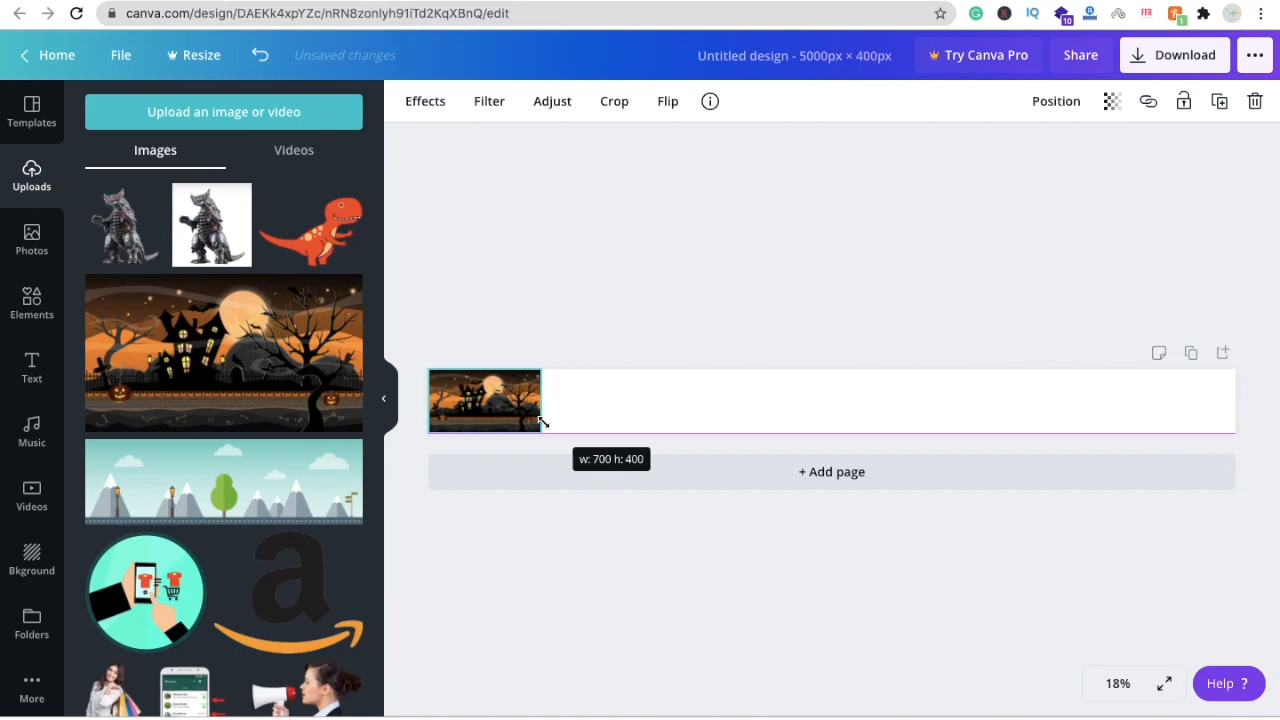 canva.com/design/DAEKk4xpYZc/nRN8zonlyh91iTd2KqXBnQ/edit
10
1
Home
File
Resize
Unsaved changes
Untitled design - 5000px × 400px
Try Canva Pro
Share
Download
Templates
Uploads
Photos
Elements
Text
Music
Videos
Bkground
Folders
More
Upload an image or video
Images
Videos
a
Effects
Filter
Adjust
Crop
Flip
Position
w: 700 h: 400
+ Add page
18%
Help ?